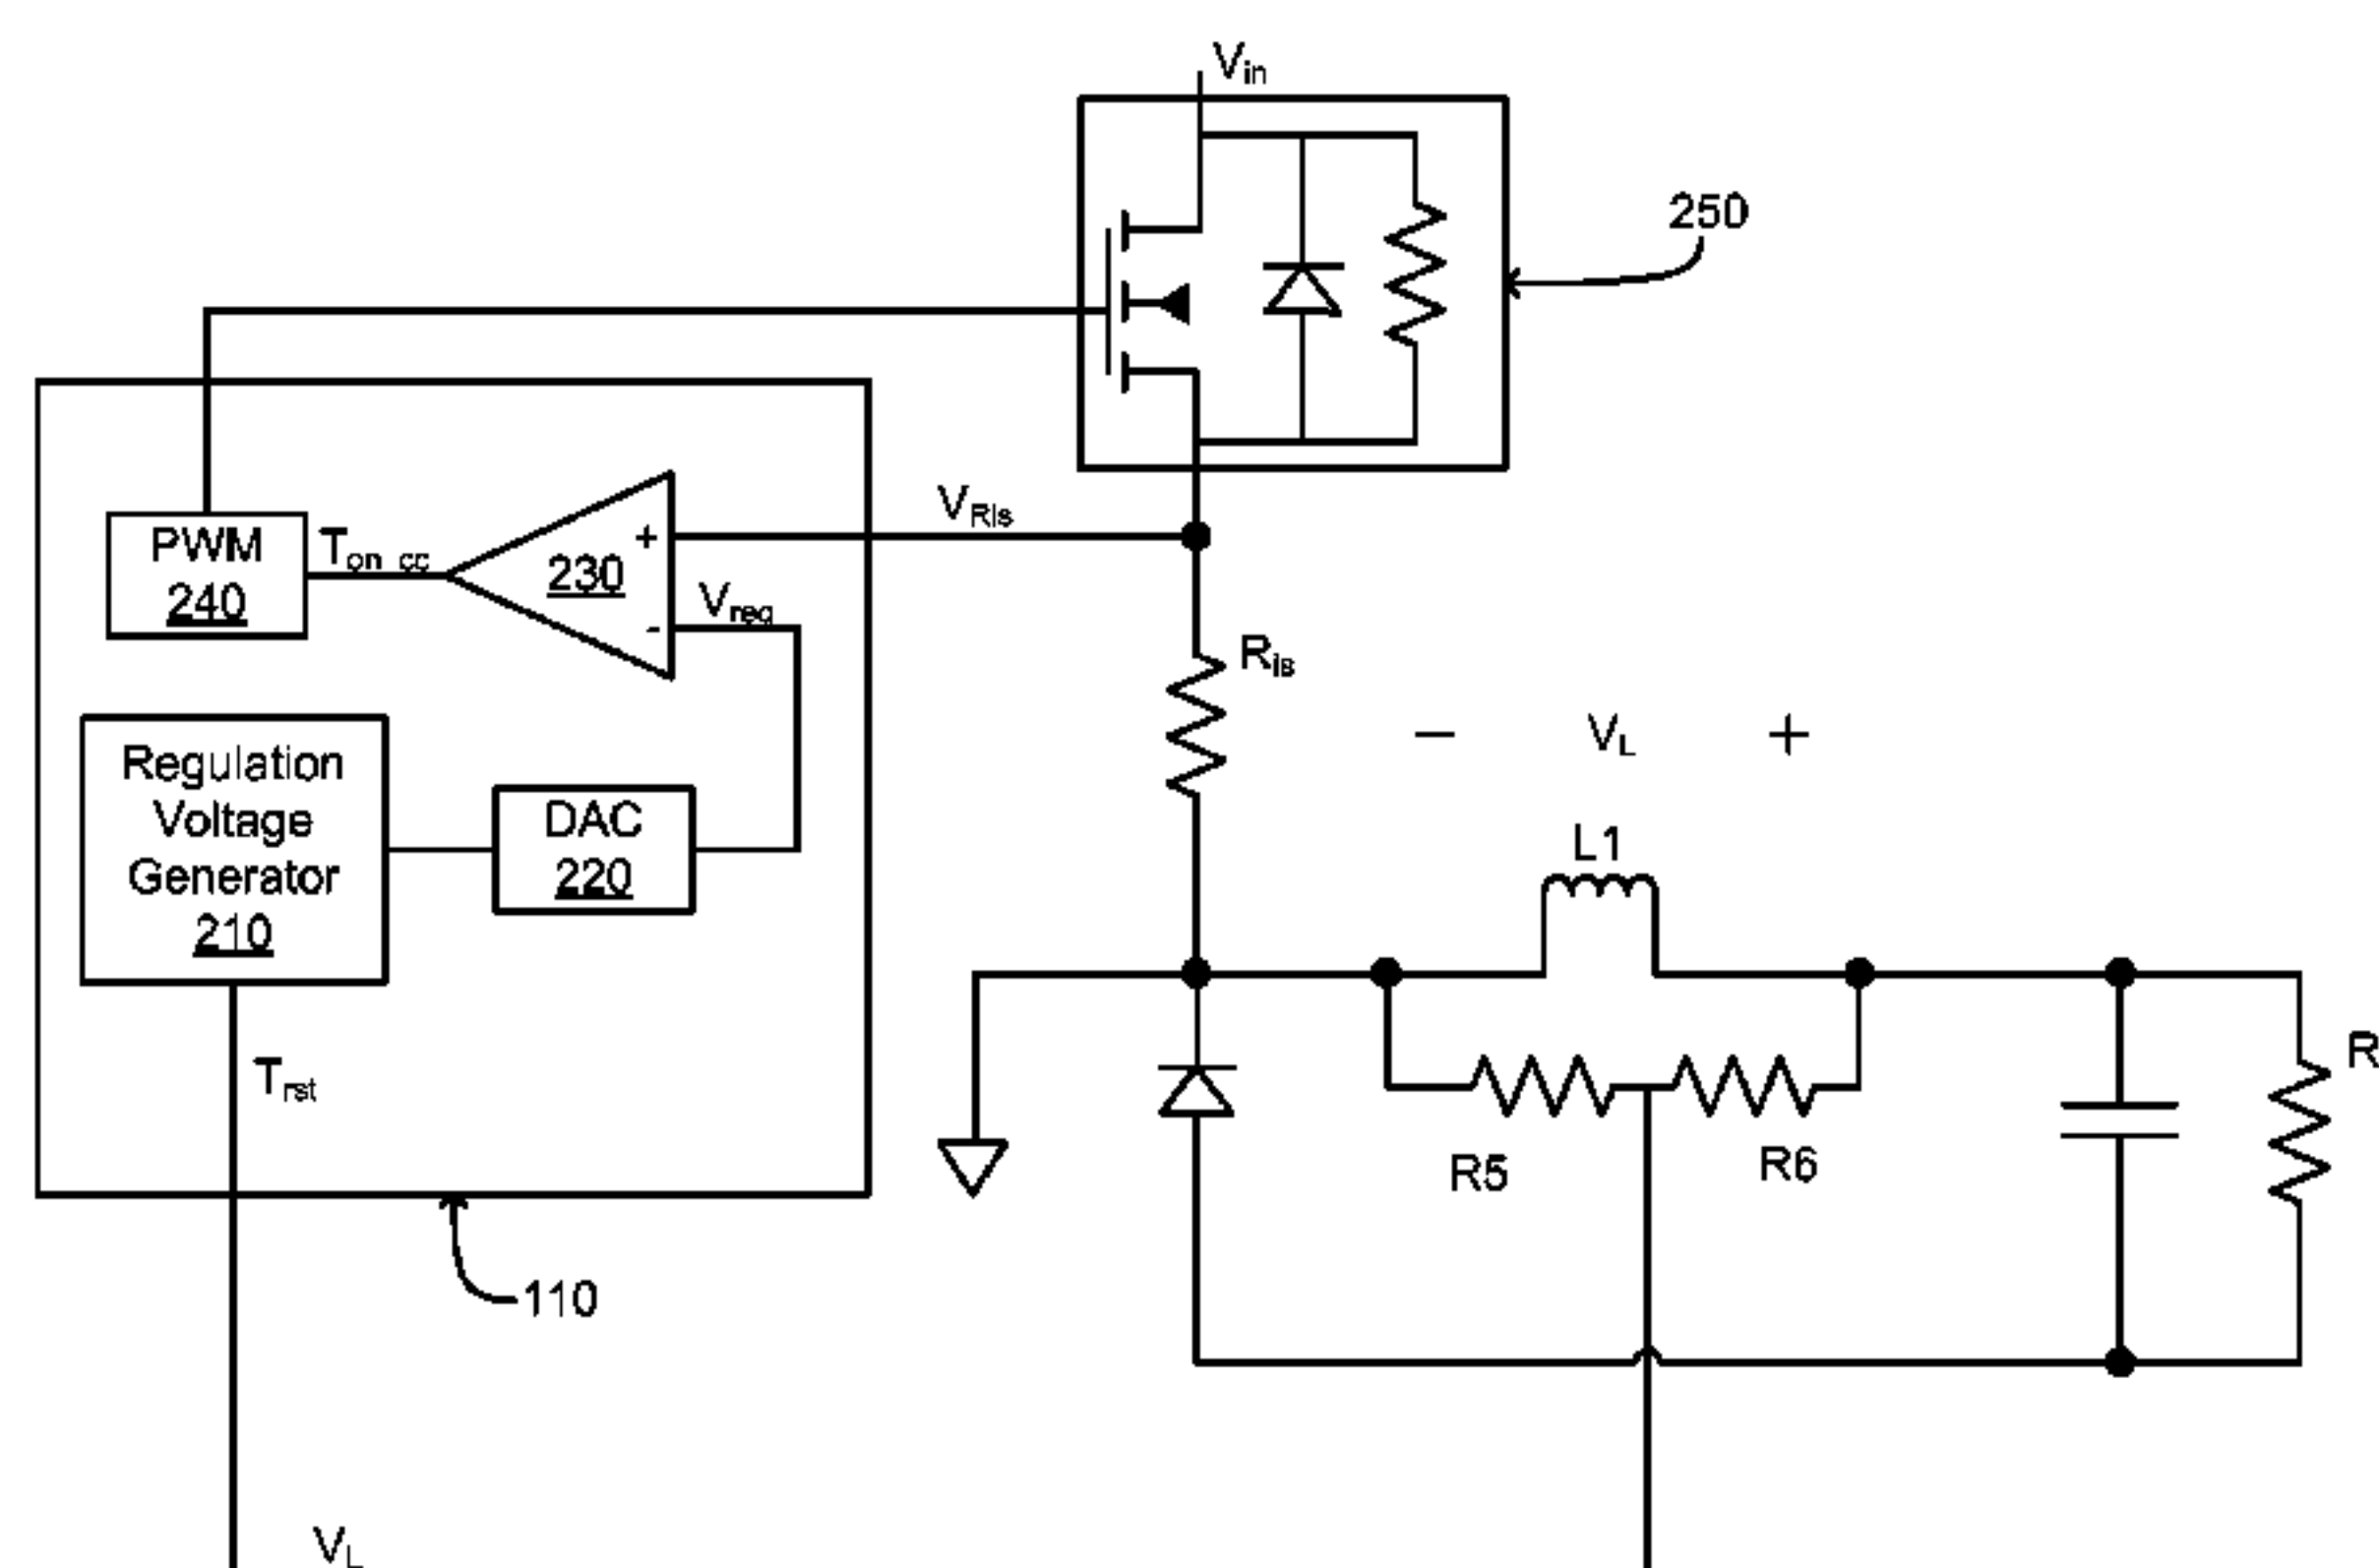 Vin
250
VRis
PWM
240
Ton_cc
+
230
Vreg
-
Ris
Regulation
Voltage
Generator
210
DAC
220
− VL +
L1
Trst
R5
R6
R
110
VL